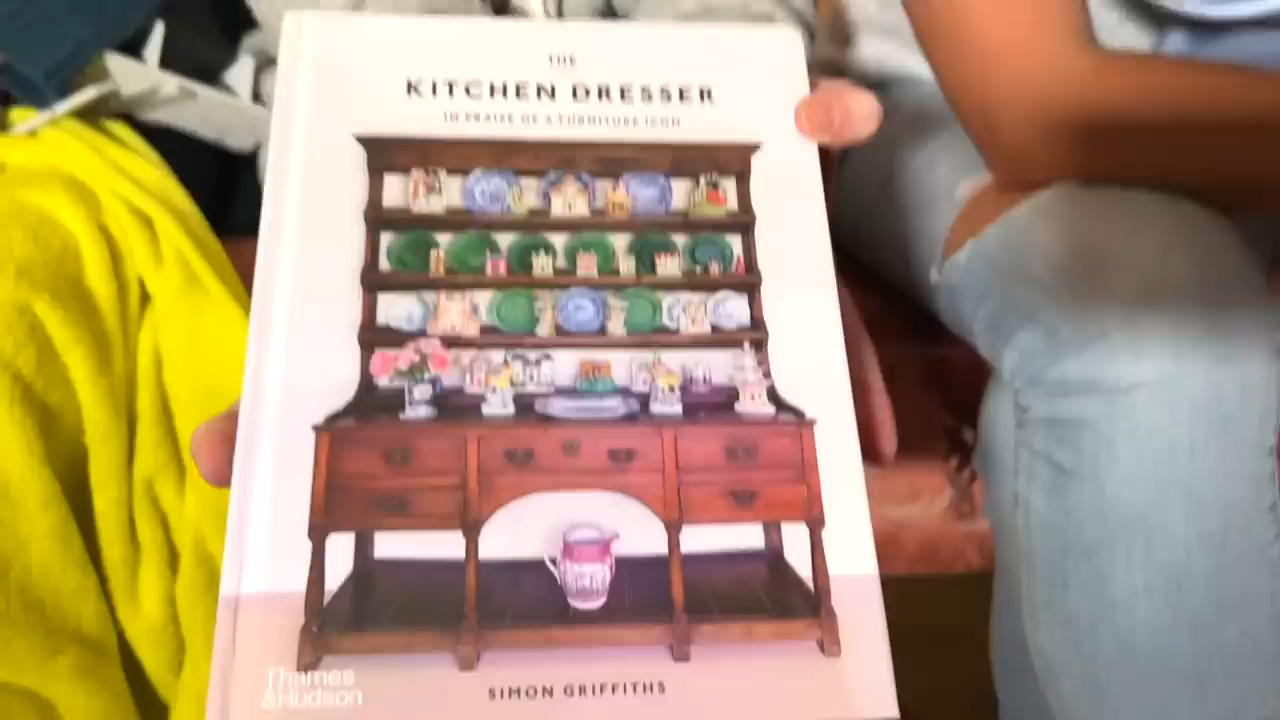 THE
KITCHEN DRESSER
IN PRAISE OF A FURNITURE ICON
Thames
&Hudson
SIMON GRIFFITHS